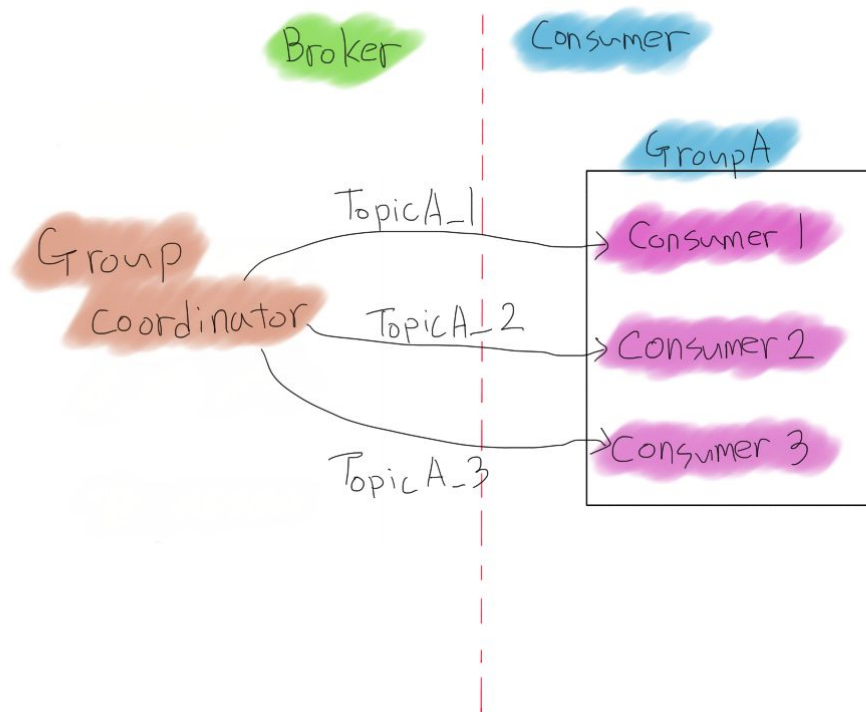 Broker
Consumer
GroupA
TopicA_1
Consumer 1
Group
coordinator
TopicA_2
Consumer 2
TopicA_3
Consumer 3